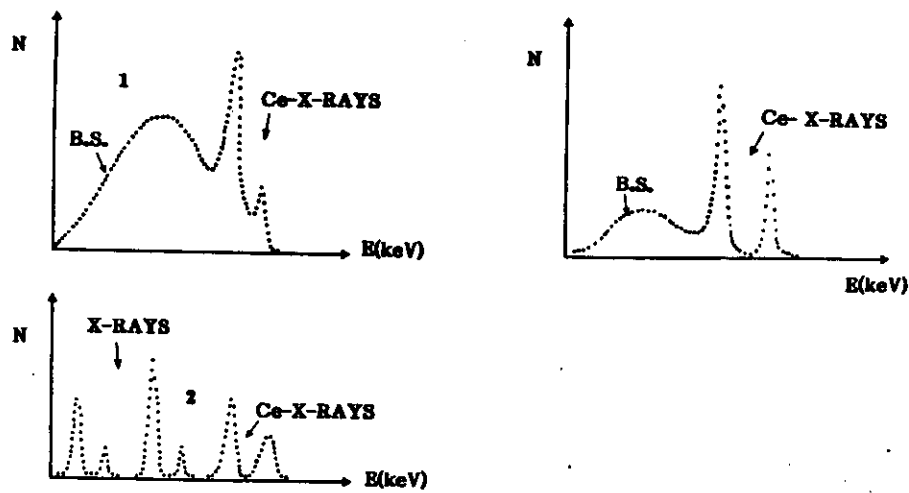 N
1
Ce-X-RAYS
B.S.
E(keV)
N
Ce- X-RAYS
B.S.
E(keV)
N
X-RAYS
2
Ce-X-RAYS
E(keV)